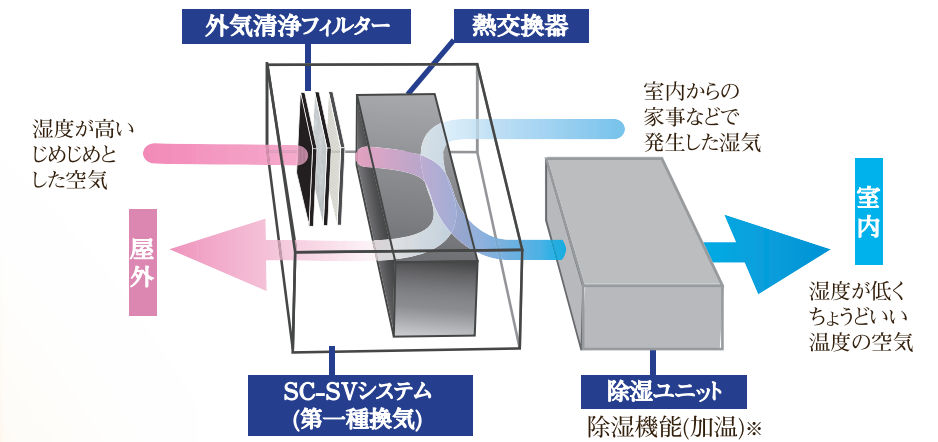 外気清浄フィルター
熱交換器
室内からの
家事などで
発生した湿気
湿度が高い
じめじめと
した空気
屋外
室内
湿度が低く
ちょうどいい
温度の空気
SC-SVシステム
(第一種換気)
除湿ユニット
除湿機能(加温)※